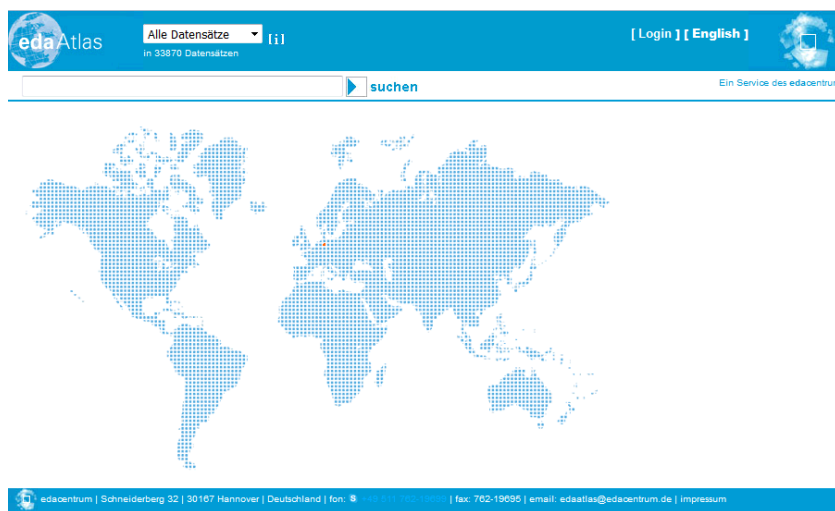 edaAtlas
Alle Datensätze
[i]
in 33870 Datensätzen
[ Login ] [ English ]
suchen
Ein Service des edacentrum
edacentrum | Schneiderberg 32 | 30167 Hannover | Deutschland | fon: | fax: 762-19695 | email: edaatlas@edacentrum.de | impressum